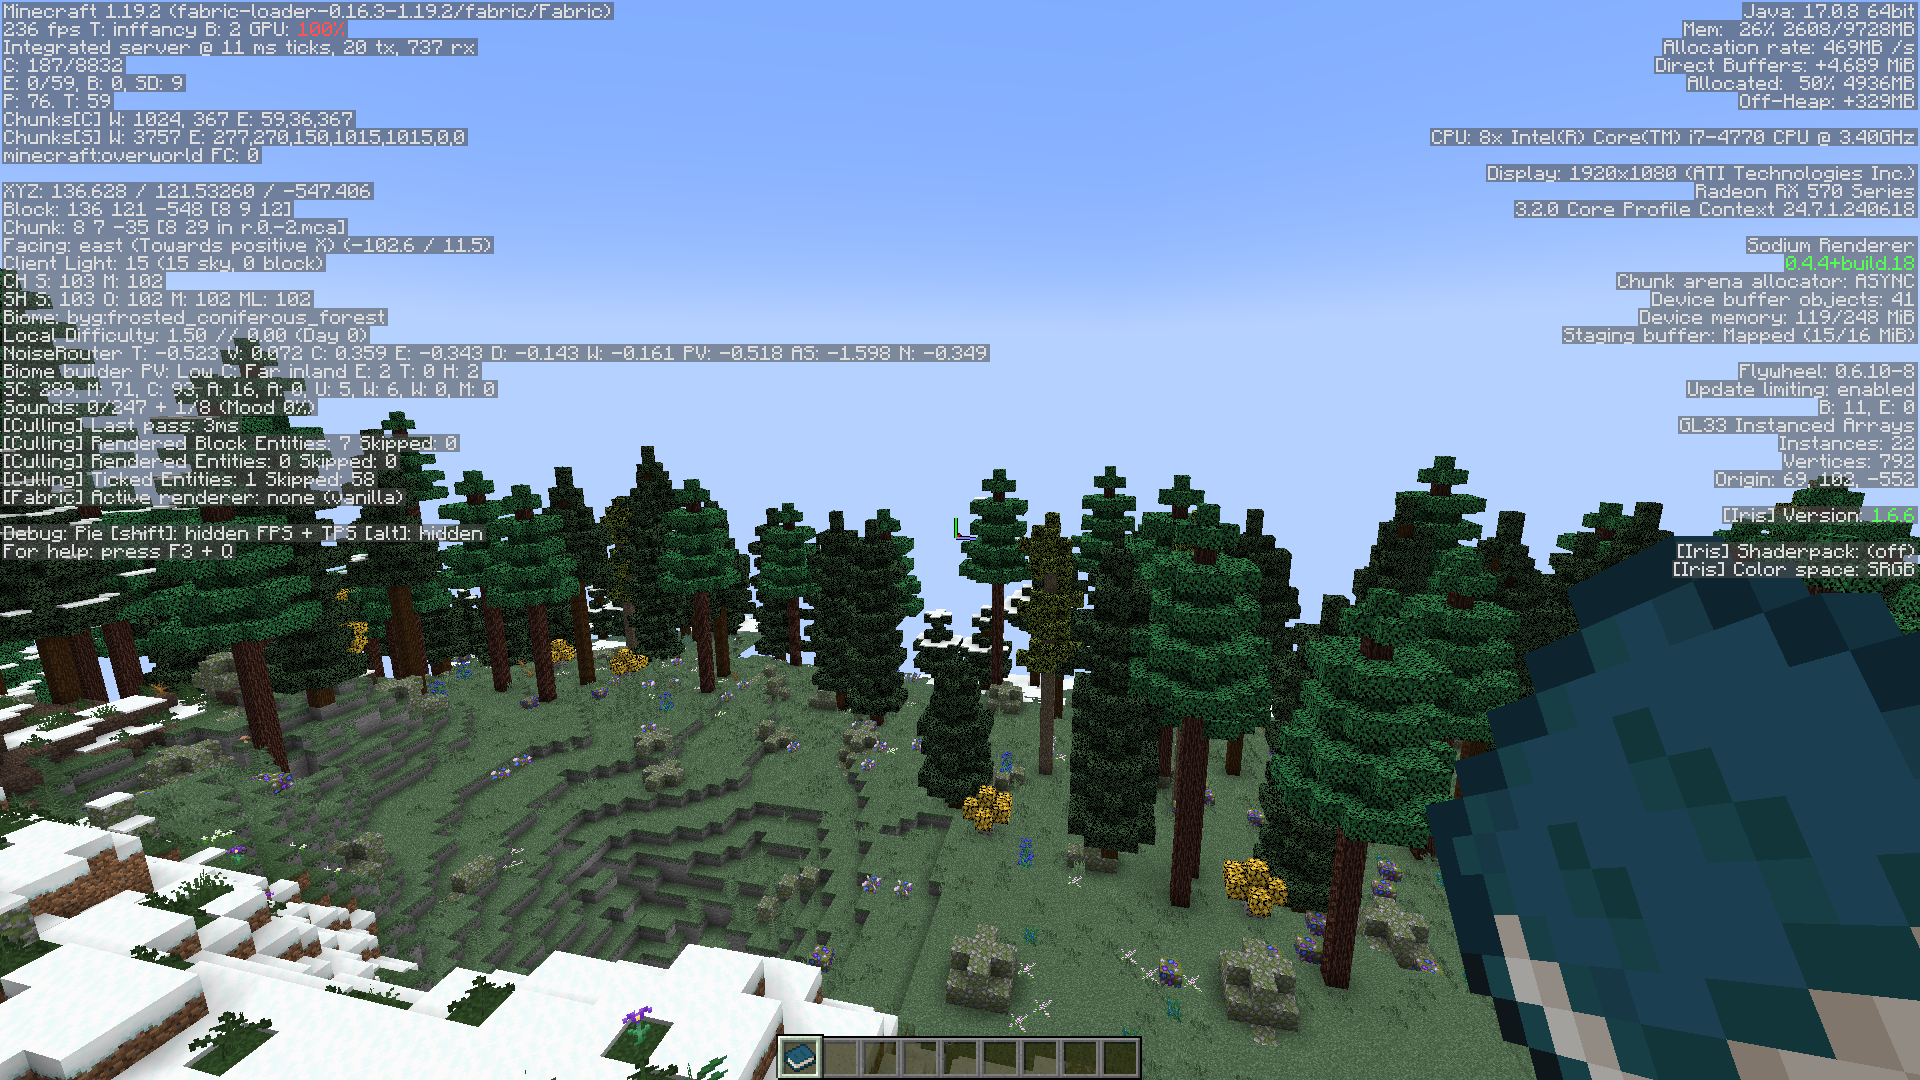 Minecraft 1.19.2 (fabric-loader-0.16.3-1.19.2/fabric/Fabric)
236 fps T: inffancy B: 2 GPU: 100%
Integrated server @ 11 ms ticks, 20 tx, 737 rx
C: 187/8832
E: 0/59, B: 0, SD: 9
P: 76. T: 59
Chunks[C] W: 1024, 367 E: 59,36,367
Chunks[S] W: 3757 E: 277,270,150,1015,1015,0,0
minecraft:overworld FC: 0
XYZ: 136.628 / 121.53260 / -547.406
Block: 136 121 -548 [8 9 12]
Chunk: 8 7 -35 [8 29 in r.0.-2.mca]
Facing: east (Towards positive X) (-102.6 / 11.5)
Client Light: 15 (15 sky, 0 block)
CH S: 103 M: 102
SH S: 103 O: 102 M: 102 ML: 102
Biome: byg:frosted_coniferous_forest
Local Difficulty: 1.50 // 0.00 (Day 0)
NoiseRouter T: -0.523 V: 0.072 C: 0.359 E: -0.343 D: -0.143 W: -0.161 PV: -0.518 AS: -1.598 N: -0.349
Biome builder PV: Low C: Far inland E: 2 T: 0 H: 2
SC: 289, M: 71, C: 93, A: 16, A: 0, U: 5, W: 6, W: 0, M: 0
Sounds: 0/247 + 1/8 (Mood 0%)
[Culling] Last pass: 3ms
[Culling] Rendered Block Entities: 7 Skipped: 0
[Culling] Rendered Entities: 0 Skipped: 0
[Culling] Ticked Entities: 1 Skipped: 58
[Fabric] Active renderer: none (Vanilla)
Debug: Pie [shift]: hidden FPS + TPS [alt]: hidden
For help: press F3 + Q
Java: 17.0.8 64bit
Mem: 26% 2608/9728MB
Allocation rate: 469MB /s
Direct Buffers: +4.689 MiB
Allocated: 50% 4936MB
Off-Heap: +329MB
CPU: 8x Intel(R) Core(TM) i7-4770 CPU @ 3.40GHz
Display: 1920x1080 (ATI Technologies Inc.)
Radeon RX 570 Series
3.2.0 Core Profile Context 24.7.1.240618
Sodium Renderer
0.4.4+build.18
Chunk arena allocator: ASYNC
Device buffer objects: 41
Device memory: 119/248 MiB
Staging buffer: Mapped (15/16 MiB)
Flywheel: 0.6.10-8
Update limiting: enabled
B: 11, E: 0
GL33 Instanced Arrays
Instances: 22
Vertices: 792
Origin: 69, 102, -552
[Iris] Version: 1.6.6
[Iris] Shaderpack: (off)
[Iris] Color space: SRGB